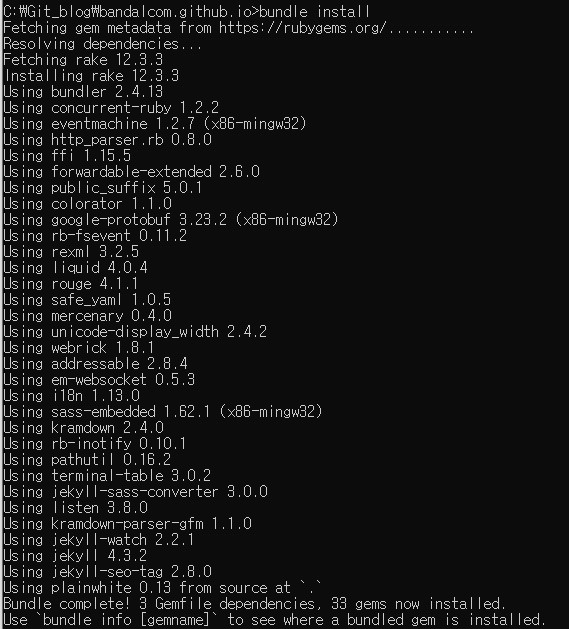 C:₩Git_blog₩bandalcom.github.io>bundle install
Fetching gem metadata from https://rubygems.org/...........
Resolving dependencies...
Fetching rake 12.3.3
Installing rake 12.3.3
Using bundler 2.4.13
Using concurrent-ruby 1.2.2
Using eventmachine 1.2.7 (x86-mingw32)
Using http_parser.rb 0.8.0
Using ffi 1.15.5
Using forwardable-extended 2.6.0
Using public_suffix 5.0.1
Using colorator 1.1.0
Using google-protobuf 3.23.2 (x86-mingw32)
Using rb-fsevent 0.11.2
Using rexml 3.2.5
Using liquid 4.0.4
Using rouge 4.1.1
Using safe_yaml 1.0.5
Using mercenary 0.4.0
Using unicode-display_width 2.4.2
Using webrick 1.8.1
Using addressable 2.8.4
Using em-websocket 0.5.3
Using i18n 1.13.0
Using sass-embedded 1.62.1 (x86-mingw32)
Using kramdown 2.4.0
Using rb-inotify 0.10.1
Using pathutil 0.16.2
Using terminal-table 3.0.2
Using jekyll-sass-converter 3.0.0
Using listen 3.8.0
Using kramdown-parser-gfm 1.1.0
Using jekyll-watch 2.2.1
Using jekyll 4.3.2
Using jekyll-seo-tag 2.8.0
Using plainwhite 0.13 from source at `.`
Bundle complete! 3 Gemfile dependencies, 33 gems now installed.
Use `bundle info [gemname]` to see where a bundled gem is installed.